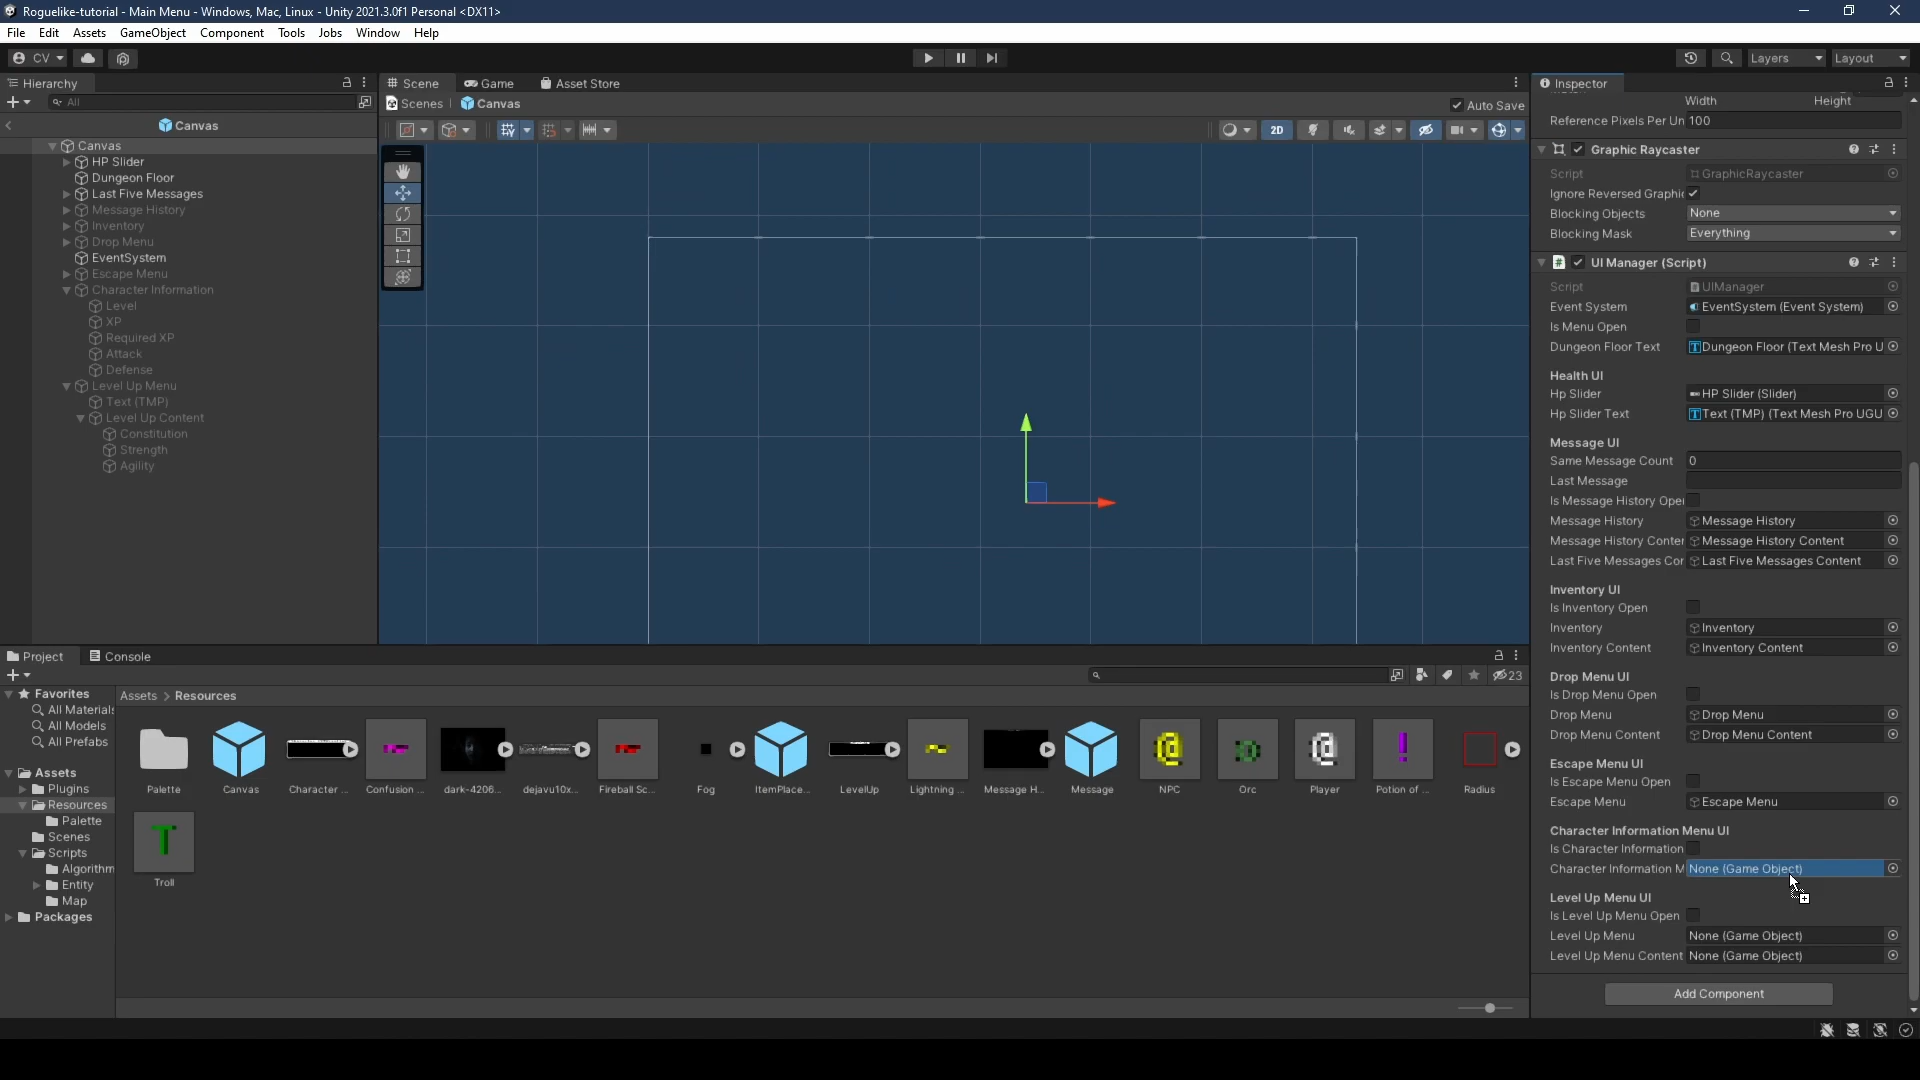 Roguelike-tutorial - Main Menu - Windows, Mac, Linux - Unity 2021.3.0f1 Personal <DX11>
File Edit Assets GameObject Component Tools Jobs Window Help
CV Layers Layout
Hierarchy
All
Canvas
Canvas
HP Slider
Dungeon Floor
Last Five Messages
Message History
Inventory
Drop Menu
EventSystem
Escape Menu
Character Information
Level
XP
Required XP
Attack
Defense
Level Up Menu
Text (TMP)
Level Up Content
Constitution
Strength
Agility
Scene Game Asset Store
Scenes Canvas Auto Save
2D
Inspector
Width Height
Reference Pixels Per Un 100
Graphic Raycaster
Script GraphicRaycaster
Ignore Reversed Graphic
Blocking Objects None
Blocking Mask Everything
UI Manager (Script)
Script UIManager
Event System EventSystem (Event System)
Is Menu Open
Dungeon Floor Text Dungeon Floor (Text Mesh Pro U
Health UI
Hp Slider HP Slider (Slider)
Hp Slider Text Text (TMP) (Text Mesh Pro UGU
Message UI
Same Message Count 0
Last Message
Is Message History Ope
Message History Message History
Message History Conter Message History Content
Last Five Messages Cor Last Five Messages Content
Inventory UI
Is Inventory Open
Inventory Inventory
Inventory Content Inventory Content
Drop Menu UI
Is Drop Menu Open
Drop Menu Drop Menu
Drop Menu Content Drop Menu Content
Escape Menu UI
Is Escape Menu Open
Escape Menu Escape Menu
Character Information Menu UI
Is Character Information
Character Information M None (Game Object)
Level Up Menu UI
Is Level Up Menu Open
Level Up Menu None (Game Object)
Level Up Menu Content None (Game Object)
Add Component
Project Console
23
Favorites
All Materials
All Models
All Prefabs
Assets
Plugins
Resources
Palette
Scenes
Scripts
Algorithm
Entity
Map
Packages
Assets > Resources
Palette Canvas Character ... Confusion ... dark-4206... dejavu10x... Fireball Sc... Fog ItemPlace... LevelUp Lightning ... Message H... Message NPC Orc Player Potion of ... Radius
Troll